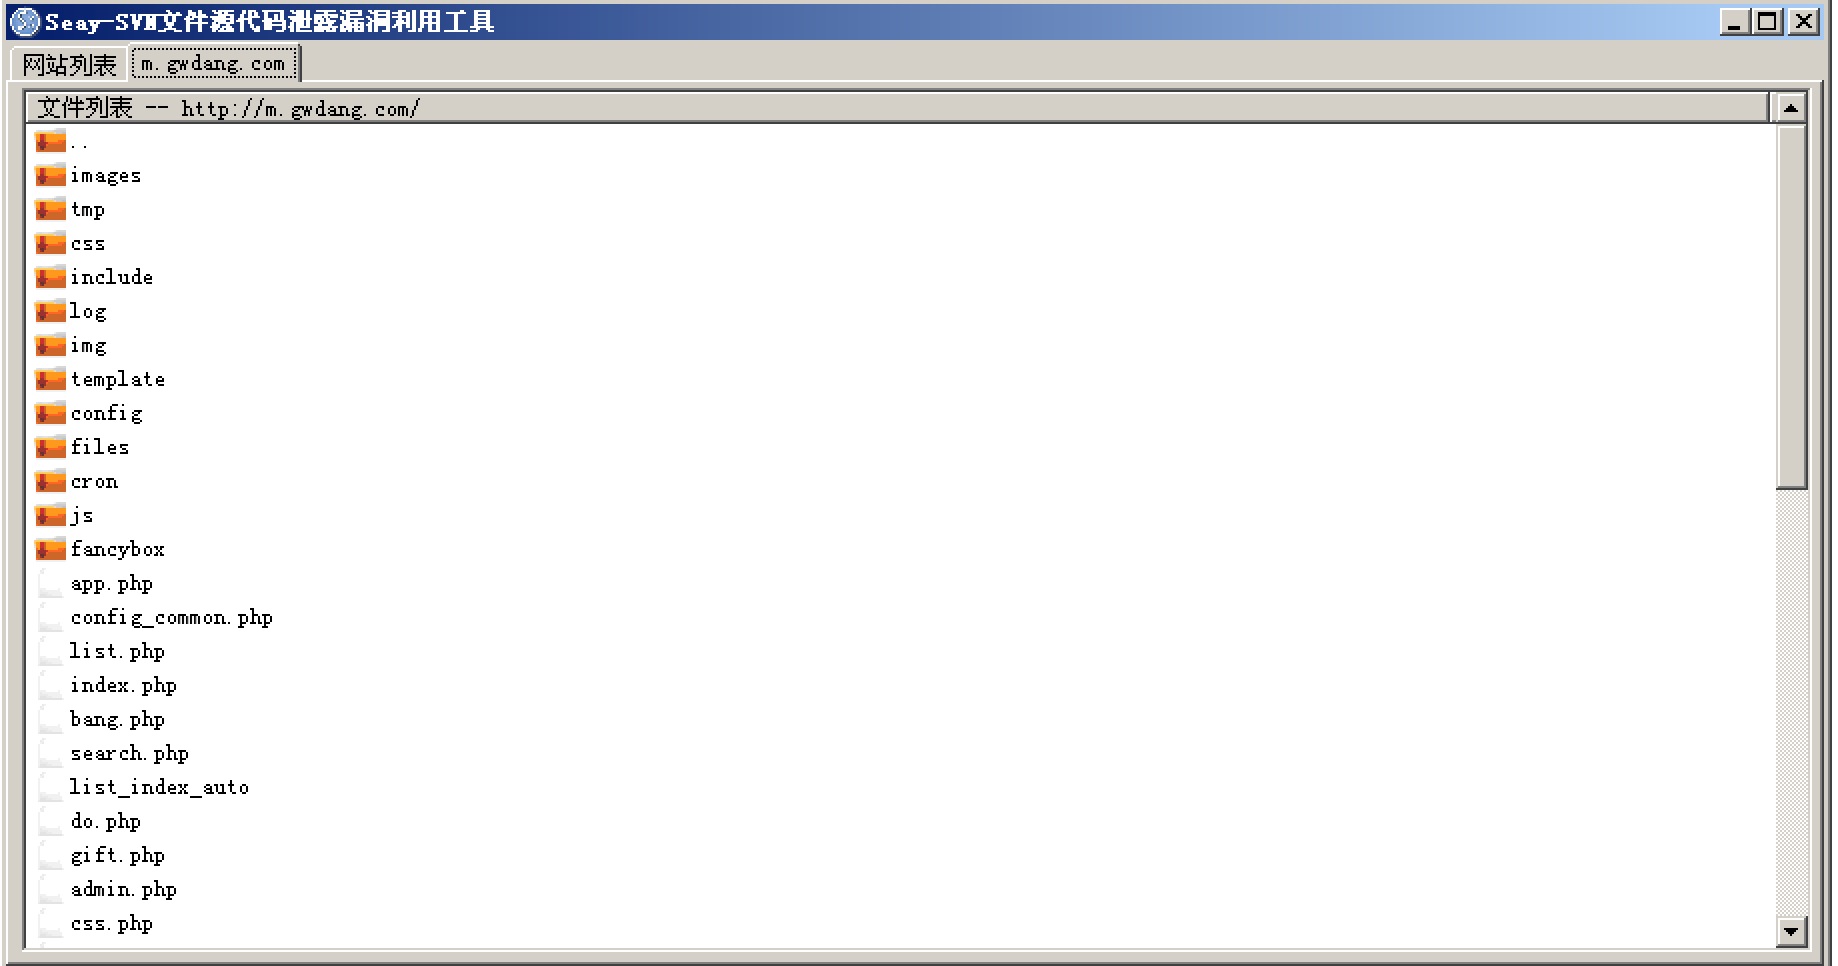 Seay-SVN文件源代码泄露漏洞利用工具
网站列表 m.gwdang.com
文件列表 -- http://m.gwdang.com/
..
images
tmp
css
include
log
img
template
config
files
cron
js
fancybox
app.php
config_common.php
list.php
index.php
bang.php
search.php
list_index_auto
do.php
gift.php
admin.php
css.php